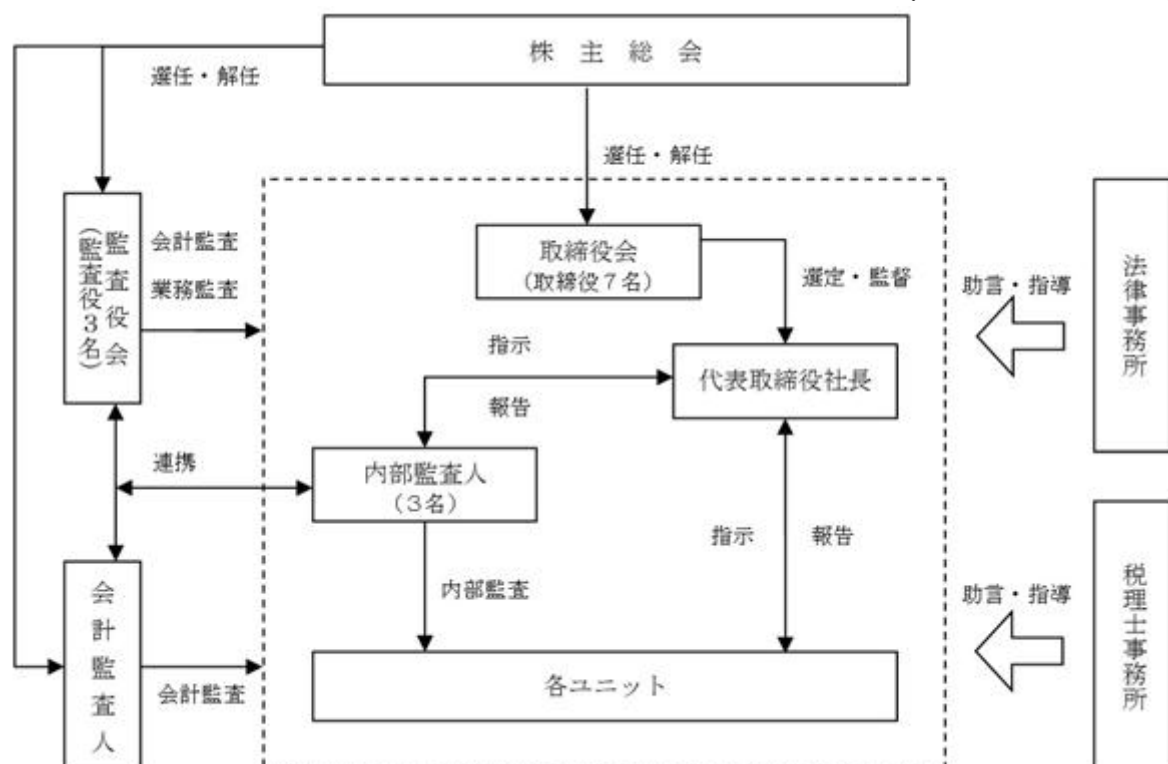 株主総会
選任・解任
選任・解任
監査役会
(監査役3名)
会計監査
業務監査
取締役会
(取締役7名)
選定・監督
助言・指導
法律事務所
指示
報告
代表取締役社長
連携
内部監査人
(3名)
指示
報告
内部監査
助言・指導
税理士事務所
会計監査人
会計監査
各ユニット